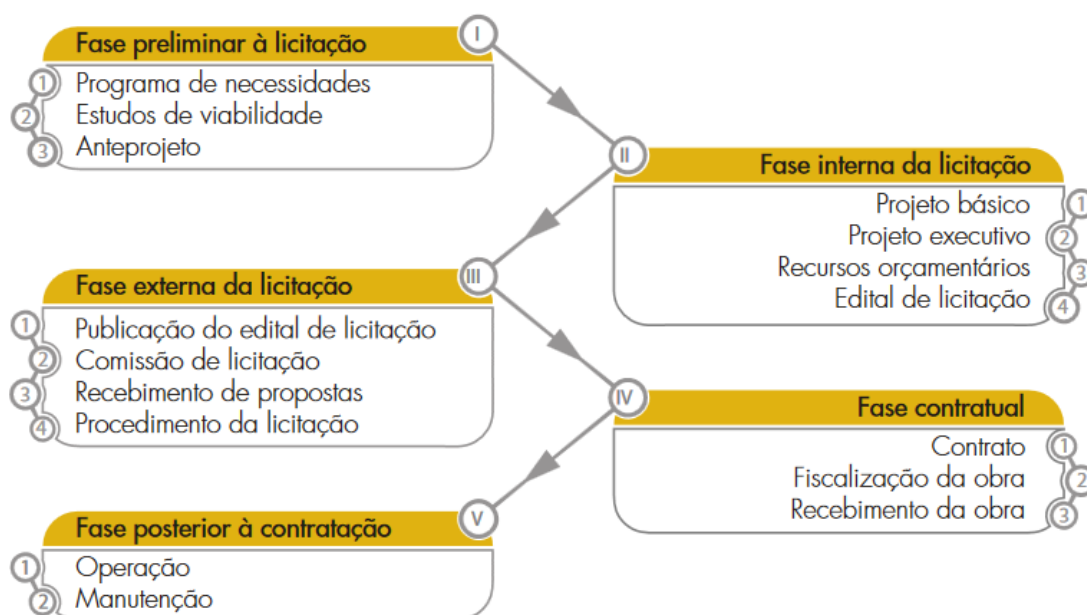 Fase preliminar à licitação
I
1 Programa de necessidades
2 Estudos de viabilidade
3 Anteprojeto
II
Fase interna da licitação
Projeto básico 1
Projeto executivo 2
Recursos orçamentários 3
Edital de licitação 4
Fase externa da licitação
III
1 Publicação do edital de licitação
2 Comissão de licitação
3 Recebimento de propostas
4 Procedimento da licitação
IV
Fase contratual
Contrato 1
Fiscalização da obra 2
Recebimento da obra 3
Fase posterior à contratação
V
1 Operação
2 Manutenção